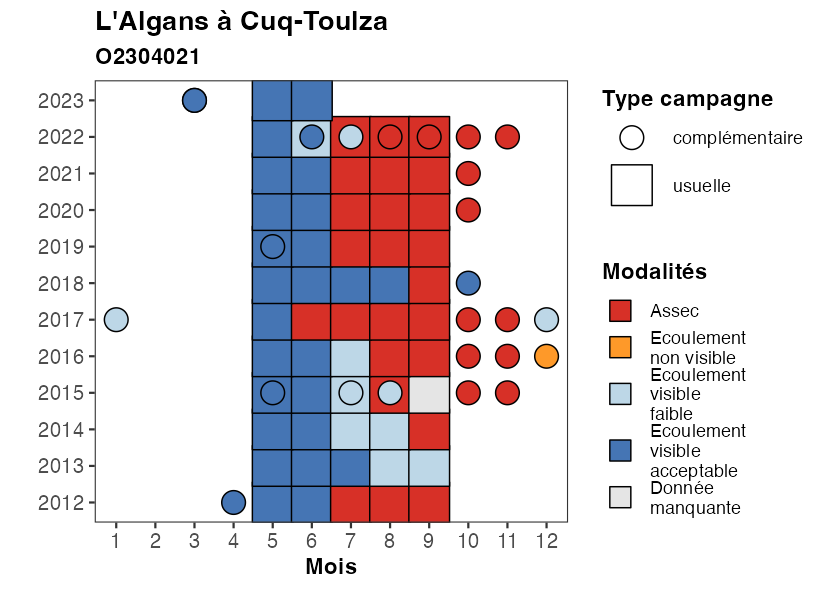 L'Algans à Cuq-Toulza
O2304021
2023
2022
2021
2020
2019
2018
2017
2016
2015
2014
2013
2012
1 2 3 4 5 6 7 8 9 10 11 12
Mois
Type campagne
complémentaire
usuelle
Modalités
Assec
Ecoulement
non visible
Ecoulement
visible
faible
Ecoulement
visible
acceptable
Donnée
manquante